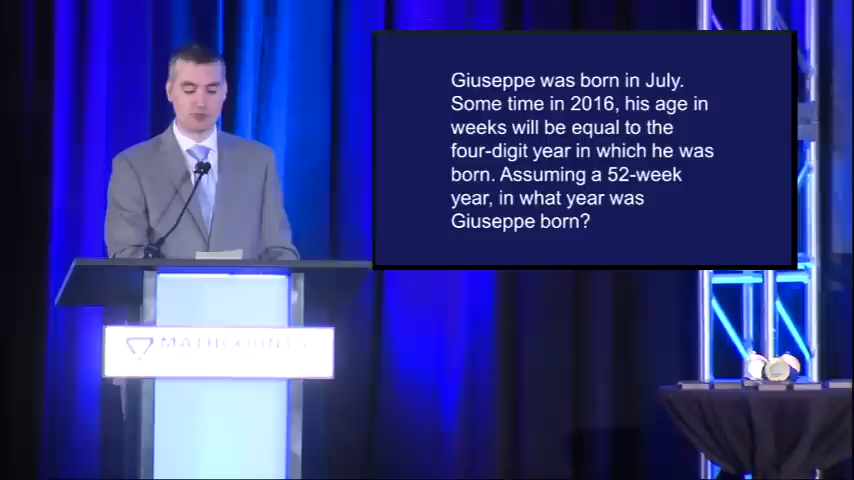 Giuseppe was born in July.
Some time in 2016, his age in
weeks will be equal to the
four-digit year in which he was
born. Assuming a 52-week
year, in what year was
Giuseppe born?
MATHCOUNTS